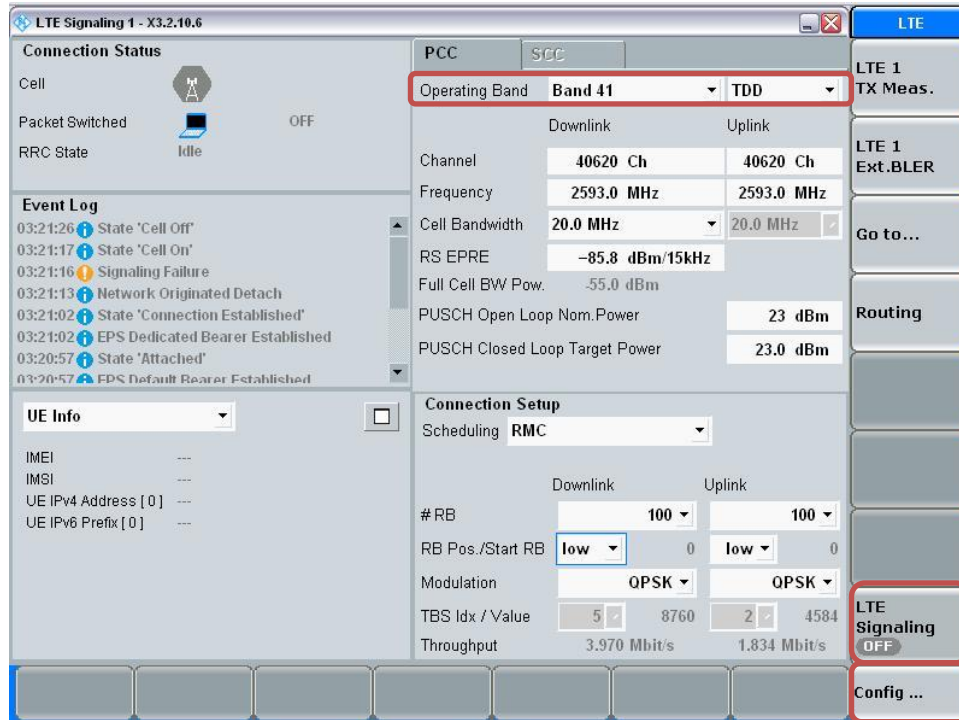 LTE Signaling 1 - X3.2.10.6
LTE
Connection Status
Cell
Packet Switched OFF
RRC State Idle
Event Log
03:21:26 State 'Cell Off'
03:21:17 State 'Cell On'
03:21:16 Signaling Failure
03:21:13 Network Originated Detach
03:21:02 State 'Connection Established'
03:21:02 EPS Dedicated Bearer Established
03:20:57 State 'Attached'
03:20:57 EPS Default Bearer Established
UE Info
IMEI ---
IMSI ---
UE IPv4 Address [ 0 ] ---
UE IPv6 Prefix [ 0 ] ---
PCC SCC
Operating Band Band 41 TDD
Downlink Uplink
Channel 40620 Ch 40620 Ch
Frequency 2593.0 MHz 2593.0 MHz
Cell Bandwidth 20.0 MHz 20.0 MHz
RS EPRE −85.8 dBm/15kHz
Full Cell BW Pow. -55.0 dBm
PUSCH Open Loop Nom.Power 23 dBm
PUSCH Closed Loop Target Power 23.0 dBm
Connection Setup
Scheduling RMC
Downlink Uplink
# RB 100 100
RB Pos./Start RB low 0 low 0
Modulation QPSK QPSK
TBS Idx / Value 5 8760 2 4584
Throughput 3.970 Mbit/s 1.834 Mbit/s
LTE 1
TX Meas.
LTE 1
Ext.BLER
Go to...
Routing
LTE
Signaling
OFF
Config ...